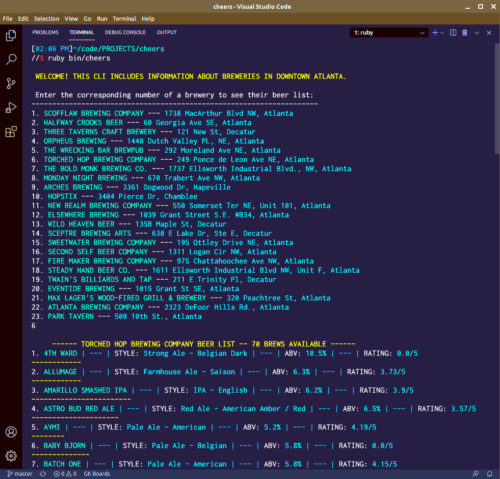 cheers - Visual Studio Code
File Edit Selection View Go Run Terminal Help
PROBLEMS TERMINAL DEBUG CONSOLE OUTPUT 1: ruby
[02:06 PM]~/code/PROJECTS/cheers
//$ ruby bin/cheers
WELCOME! THIS CLI INCLUDES INFORMATION ABOUT BREWERIES IN DOWNTOWN ATLANTA.
Enter the corresponding number of a brewery to see their beer list:
----------------------------------------------------------------------
1. SCOFFLAW BREWING COMPANY --- 1738 MacArthur Blvd NW, Atlanta
2. HALFWAY CROOKS BEER --- 60 Georgia Ave SE, Atlanta
3. THREE TAVERNS CRAFT BREWERY --- 121 New St, Decatur
4. ORPHEUS BREWING --- 1440 Dutch Valley PL, NE, Atlanta
5. THE WRECKING BAR BREWPUB --- 292 Moreland Ave NE, Atlanta
6. TORCHED HOP BREWING COMPANY --- 249 Ponce de Leon Ave NE, Atlanta
7. THE BOLD MONK BREWING CO. --- 1737 Ellsworth Industrial Blvd., NW, Atlanta
8. MONDAY NIGHT BREWING --- 670 Trabert Ave NW, Atlanta
9. ARCHES BREWING --- 3361 Dogwood Dr, Hapeville
10. HOPSTIX --- 3404 Pierce Dr, Chamblee
11. NEW REALM BREWING COMPANY --- 550 Somerset Ter NE, Unit 101, Atlanta
12. ELSEWHERE BREWING --- 1039 Grant Street S.E. #B34, Atlanta
13. WILD HEAVEN BEER --- 135B Maple St, Decatur
14. SCEPTRE BREWING ARTS --- 630 E Lake Dr, Ste E, Decatur
15. SWEETWATER BREWING COMPANY --- 195 Ottley Drive NE, Atlanta
16. SECOND SELF BEER COMPANY --- 1311 Logan Cir NW, Atlanta
17. FIRE MAKER BREWING COMPANY --- 975 Chattahoochee Ave NW, Atlanta
18. STEADY HAND BEER CO. --- 1611 Ellsworth Industrial Blvd NW, Unit F, Atlanta
19. TWAIN'S BILLIARDS AND TAP --- 211 E Trinity Pl, Decatur
20. EVENTIDE BREWING --- 1015 Grant St SE, Atlanta
21. MAX LAGER'S WOOD-FIRED GRILL & BREWERY --- 320 Peachtree St, Atlanta
22. ATLANTA BREWING COMPANY --- 2323 DeFoor Hills Rd., Atlanta
23. PARK TAVERN --- 500 10th St., Atlanta
6
------ TORCHED HOP BREWING COMPANY BEER LIST -- 70 BREWS AVAILABLE ------
1. 4TH WARD | --- | STYLE: Strong Ale - Belgian Dark | --- | ABV: 10.5% | --- | RATING: 0.0/5
------------
2. ALLUMAGE | --- | STYLE: Farmhouse Ale - Saison | --- | ABV: 6.3% | --- | RATING: 3.73/5
------------
3. AMARILLO SMASHED IPA | --- | STYLE: IPA - English | --- | ABV: 6.2% | --- | RATING: 3.9/5
------------------------
4. ASTRO BUD RED ALE | --- | STYLE: Red Ale - American Amber / Red | --- | ABV: 6.5% | --- | RATING: 3.57/5
---------------------
5. AYMI | --- | STYLE: Pale Ale - American | --- | ABV: 5.2% | --- | RATING: 4.19/5
--------
6. BABY BJORN | --- | STYLE: Pale Ale - Belgian | --- | ABV: 5.8% | --- | RATING: 0.0/5
--------------
7. BATCH ONE | --- | STYLE: Pale Ale - American | --- | ABV: 5.8% | --- | RATING: 4.15/5
master 0 0 GK Boards